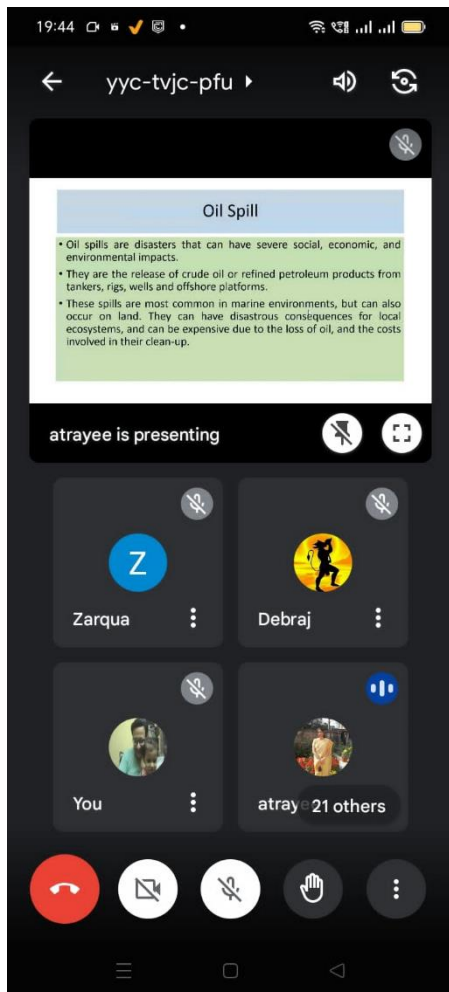 19:44
yyc-tvjc-pfu
Oil Spill
• Oil spills are disasters that can have severe social, economic, and
environmental impacts.
• They are the release of crude oil or refined petroleum products from
tankers, rigs, wells and offshore platforms.
• These spills are most common in marine environments, but can also
occur on land. They can have disastrous consequences for local
ecosystems, and can be expensive due to the loss of oil, and the costs
involved in their clean-up.
atrayee is presenting
Z
Zarqua
Debraj
You
atraye
21 others